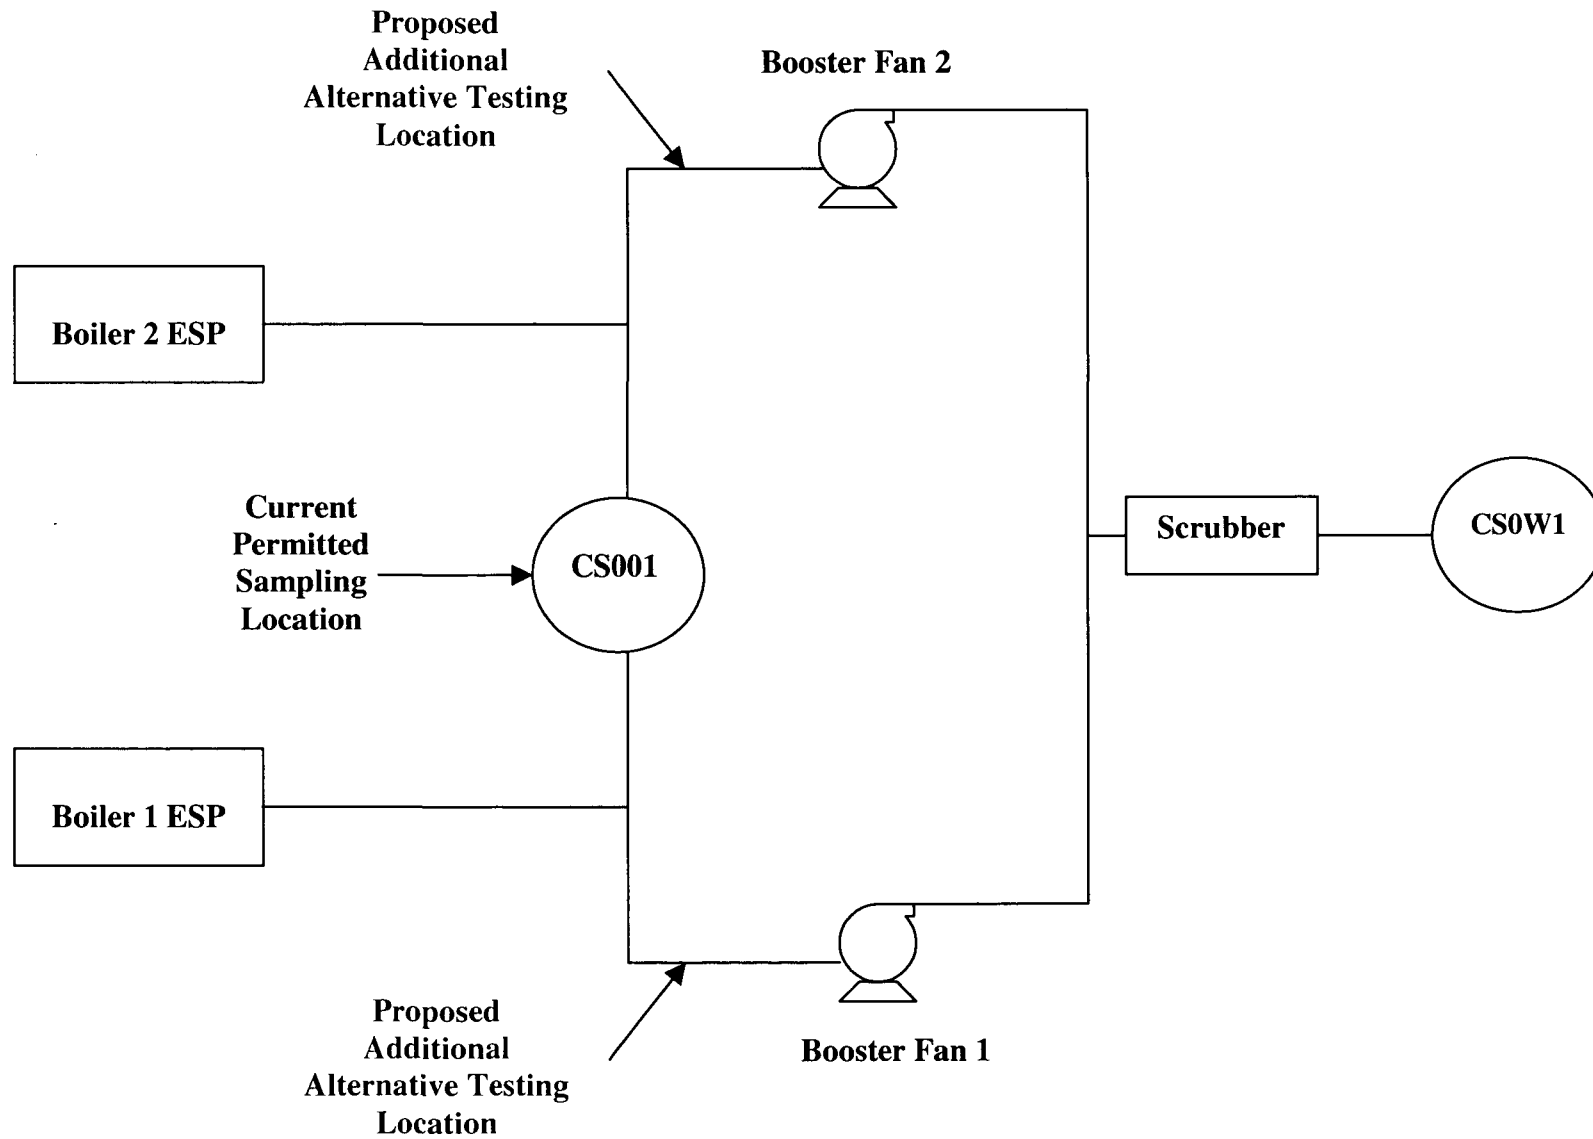 Proposed
Additional
Alternative Testing
Location
Booster Fan 2
Boiler 2 ESP
Current
Permitted
Sampling
Location
CS001
Scrubber
CS0W1
Boiler 1 ESP
Proposed
Additional
Alternative Testing
Location
Booster Fan 1